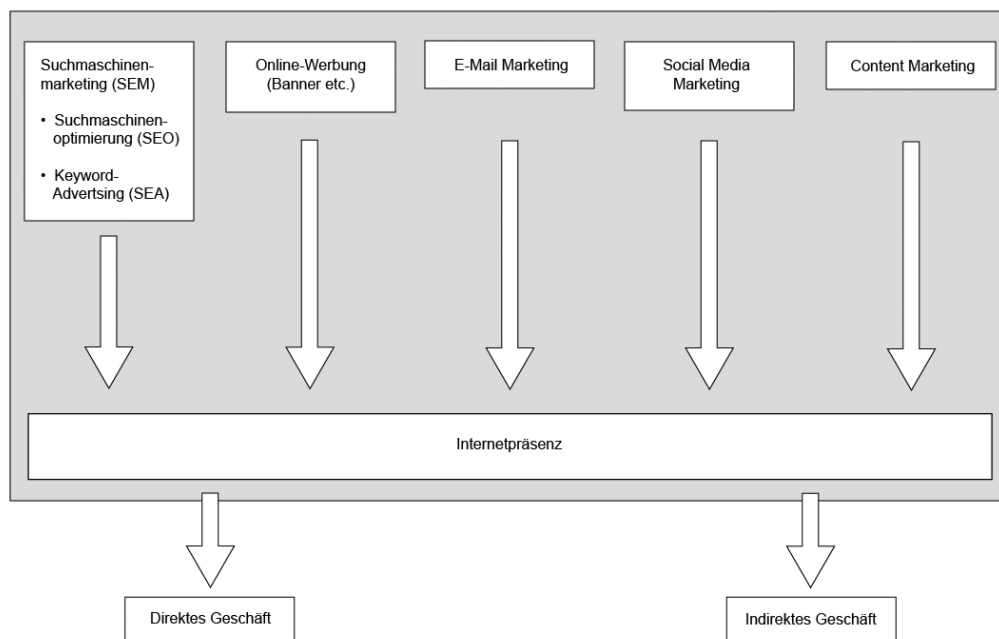 Suchmaschinen-
marketing (SEM)
• Suchmaschinen-
optimierung (SEO)
• Keyword-
Advertsing (SEA)
Online-Werbung
(Banner etc.)
E-Mail Marketing
Social Media
Marketing
Content Marketing
Internetpräsenz
Direktes Geschäft
Indirektes Geschäft